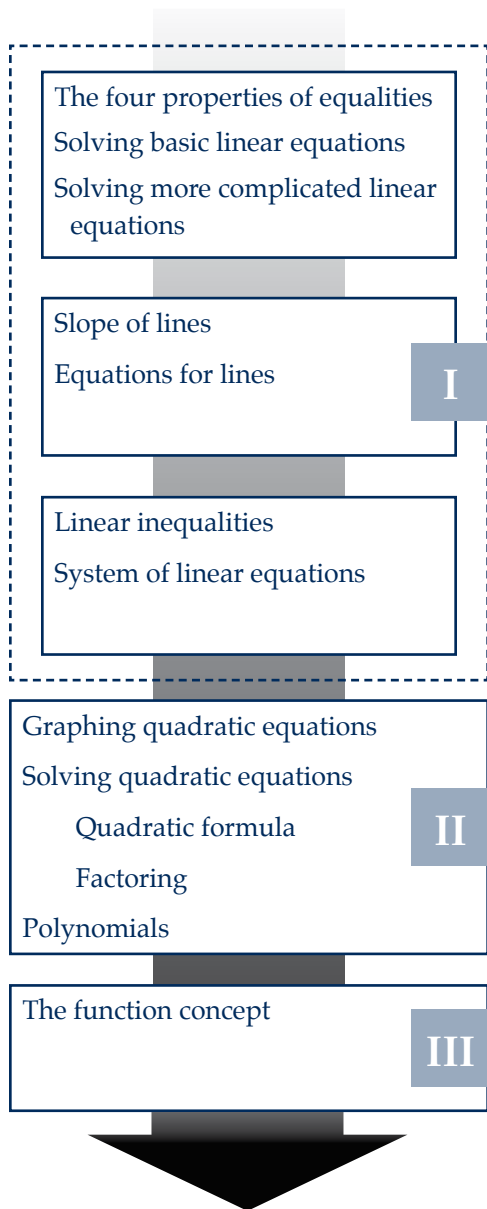 The four properties of equalities
Solving basic linear equations
Solving more complicated linear
equations
Slope of lines
Equations for lines
I
Linear inequalities
System of linear equations
Graphing quadratic equations
Solving quadratic equations
Quadratic formula
Factoring
Polynomials
II
The function concept
III